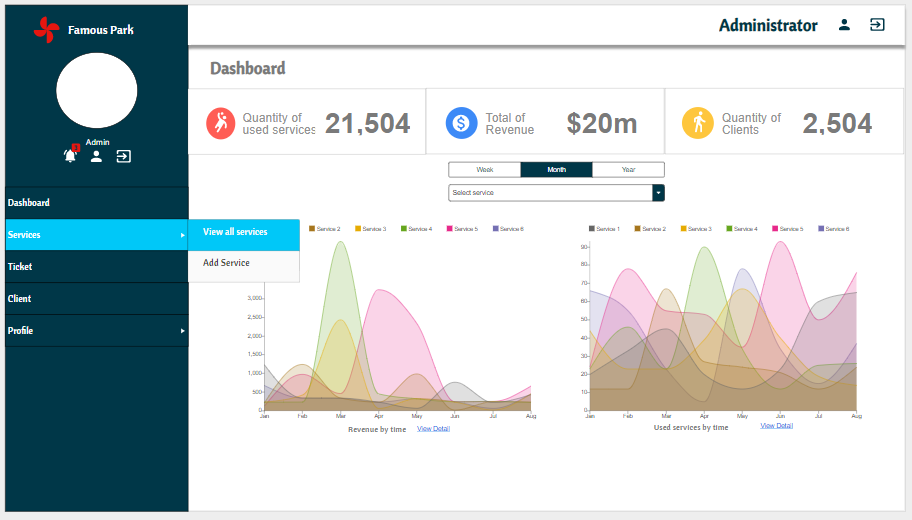 Famous Park
Administrator
Admin
1
Dashboard
Services
Ticket
Client
Profile
View all services
Add Service
Dashboard
Quantity of
used services
21,504
Total of
Revenue
$20m
Quantity of
Clients
2,504
Week Month Year
Select service
Service 2 Service 3 Service 4 Service 5 Service 6
3,000
2,500
2,000
1,500
1,000
500
0
Jan Feb Mar Apr May Jun Jul Aug
Revenue by time View Detail
Service 1 Service 2 Service 3 Service 4 Service 5 Service 6
90
80
70
60
50
40
30
20
10
0
Jan Feb Mar Apr May Jun Jul Aug
Used services by time View Detail